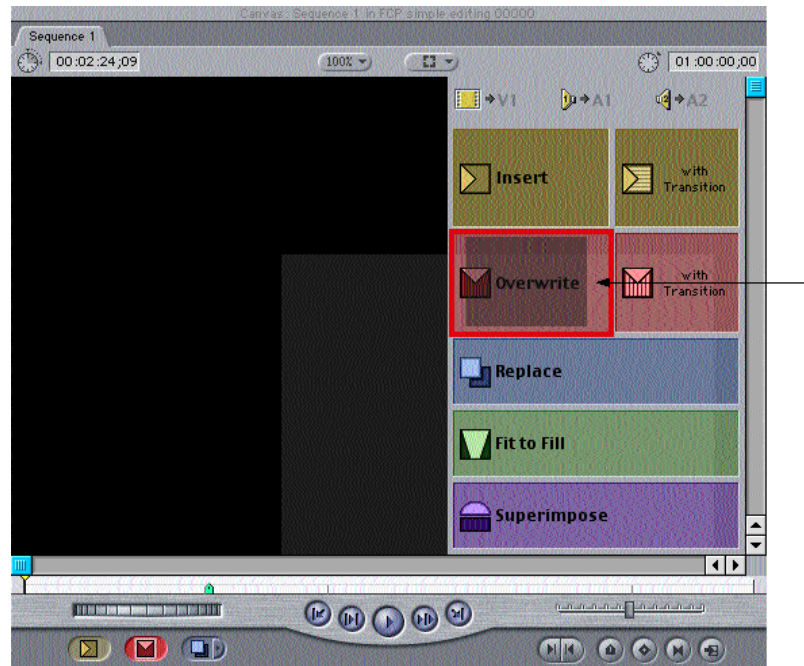 Canvas: Sequence 1 in FCP simple editing 00000
Sequence 1
00:02:24;09
100%
01:00:00;00
V1
A1
A2
Insert
with
Transition
Overwrite
with
Transition
Replace
Fit to Fill
Superimpose